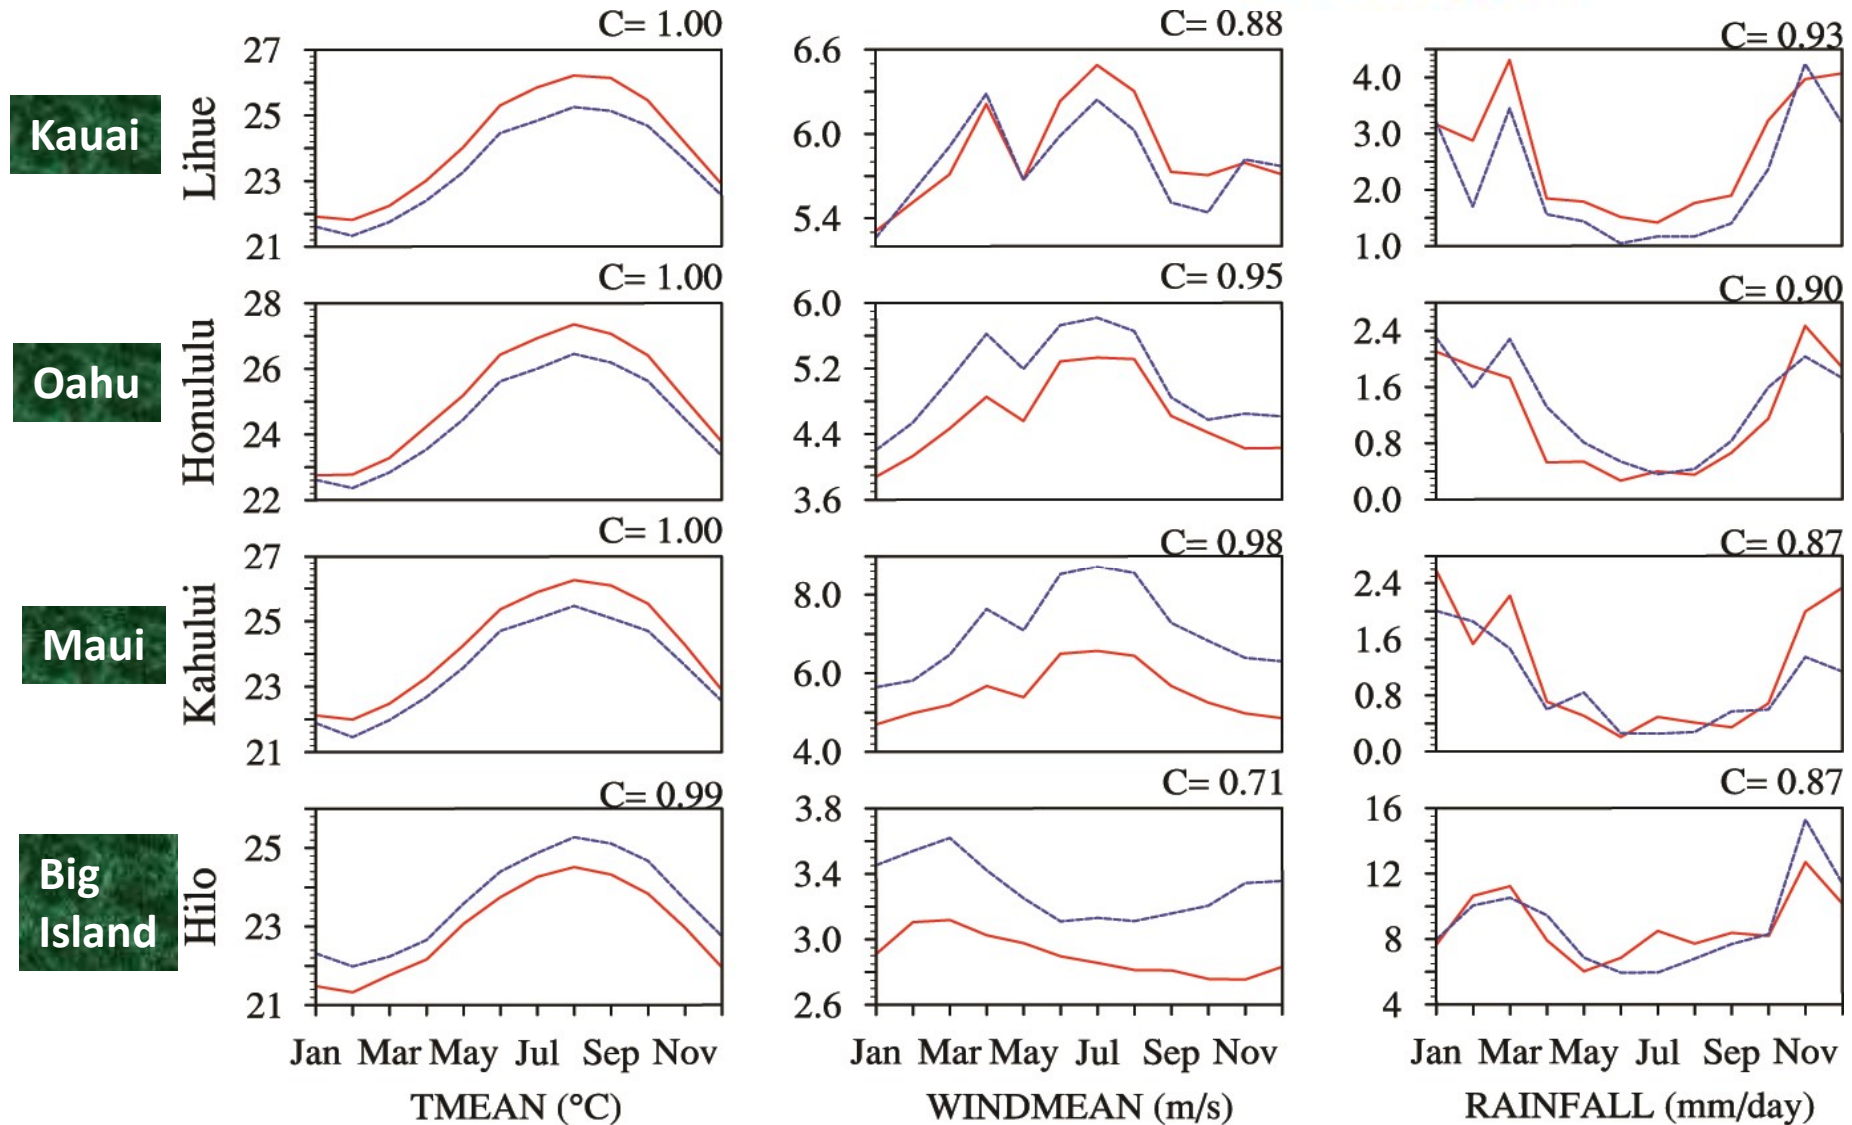 C= 1.00
C= 0.88
C= 0.93
Kauai
Lihue
27
25
23
21
6.6
6.0
5.4
4.0
3.0
2.0
1.0
C= 1.00
C= 0.95
C= 0.90
Oahu
Honululu
28
26
24
22
6.0
5.2
4.4
3.6
2.4
1.6
0.8
0.0
C= 1.00
C= 0.98
C= 0.87
Maui
Kahului
27
25
23
21
8.0
6.0
4.0
2.4
1.6
0.8
0.0
C= 0.99
C= 0.71
C= 0.87
Big
Island
Hilo
25
23
21
3.8
3.4
3.0
2.6
16
12
8
4
Jan Mar May Jul Sep Nov
Jan Mar May Jul Sep Nov
Jan Mar May Jul Sep Nov
TMEAN (°C)
WINDMEAN (m/s)
RAINFALL (mm/day)